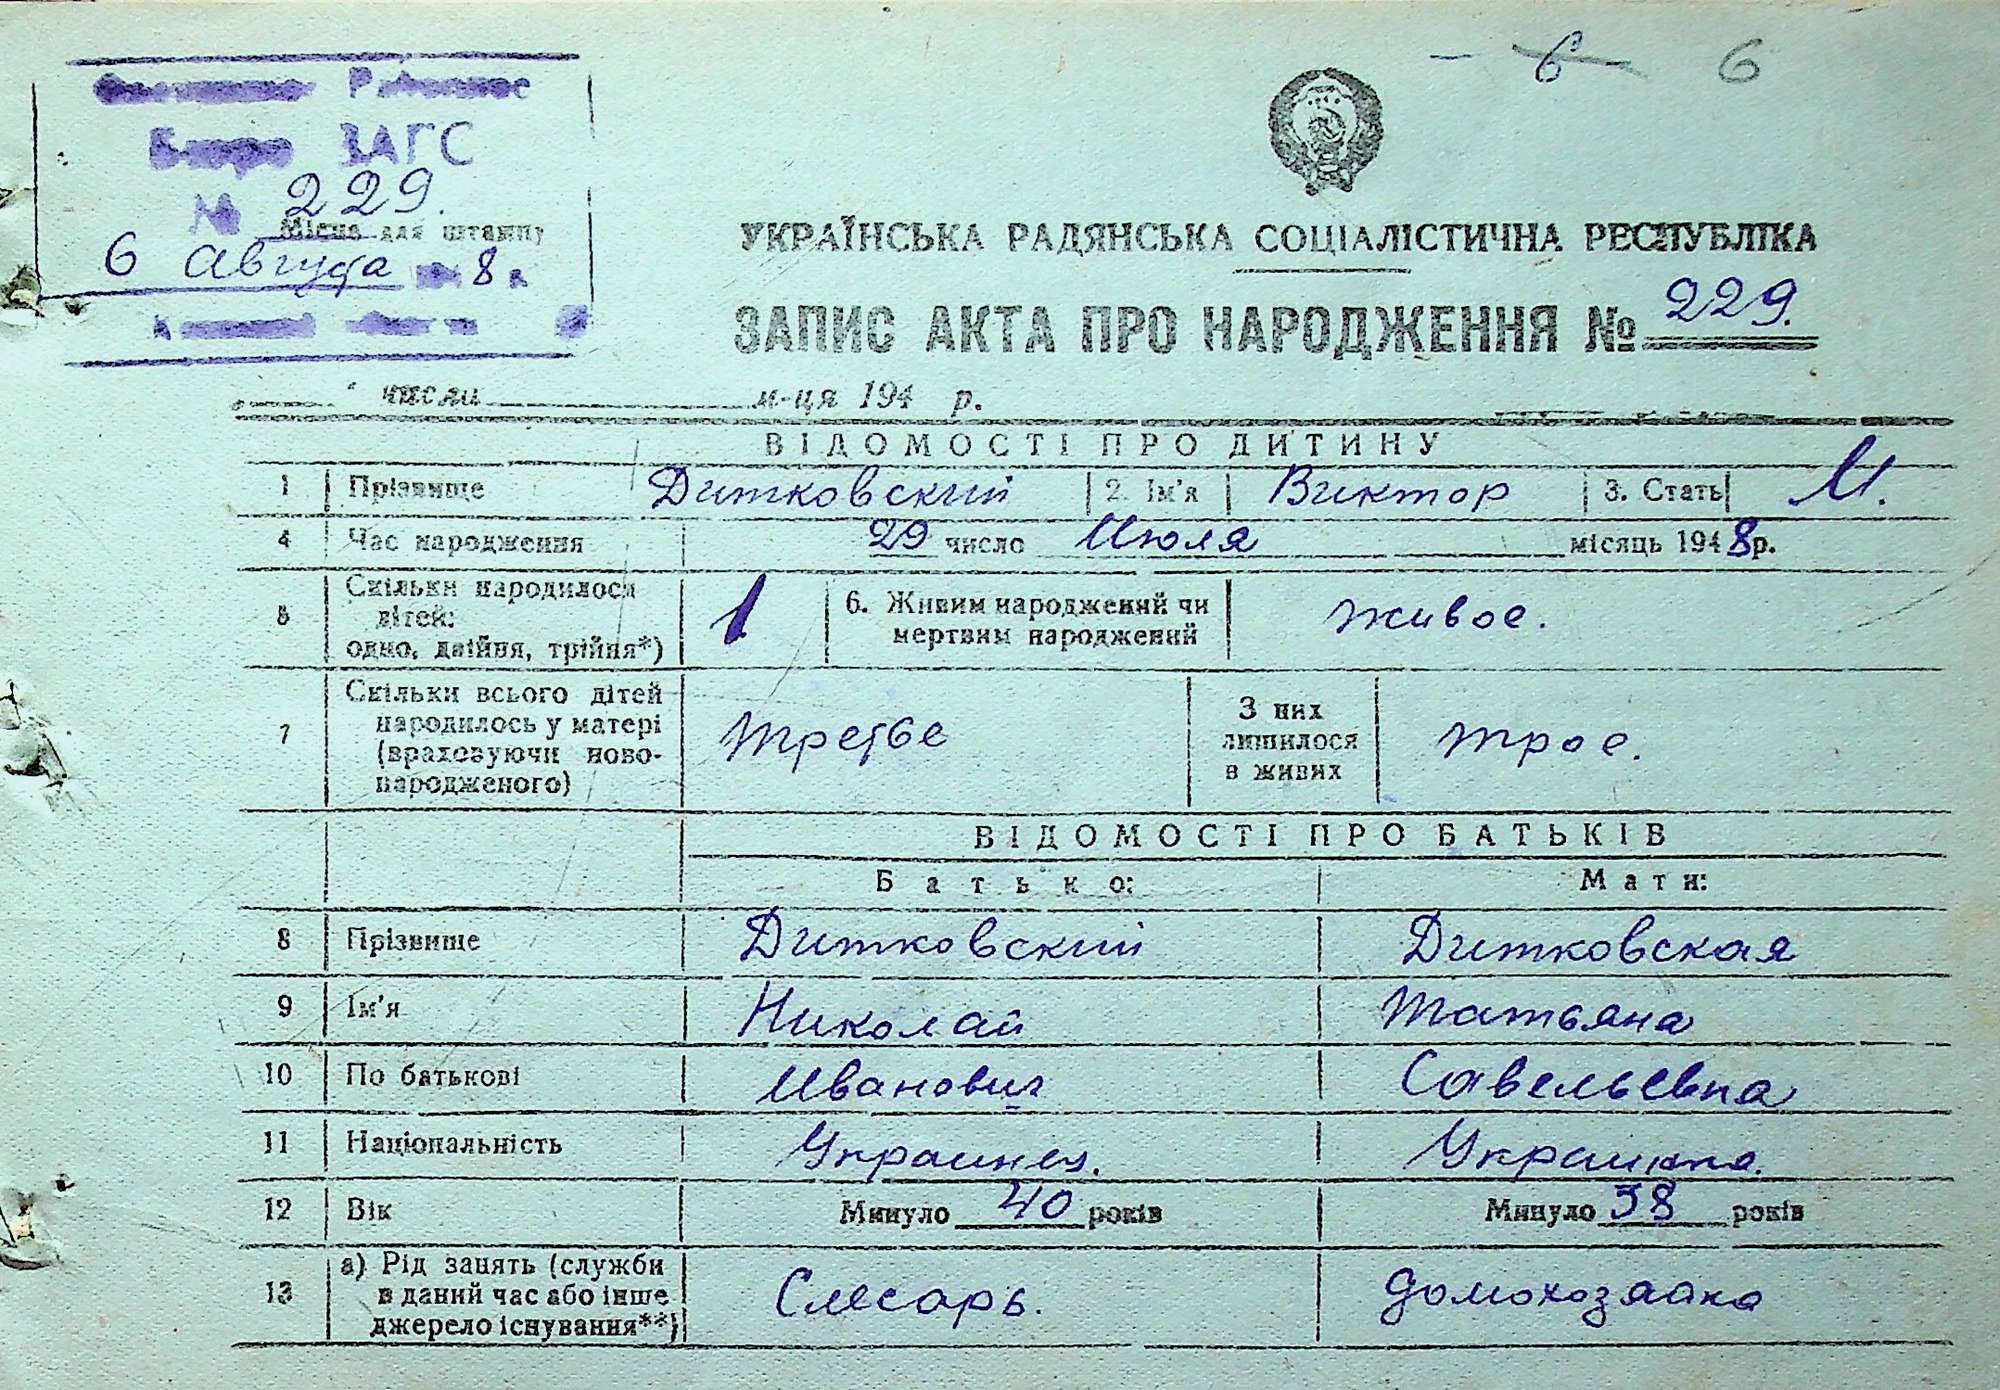 - 6 6
ЗАГС
№ 229.
Місце для штампу
6 Августа 8
УКРАЇНСЬКА РАДЯНСЬКА СОЦІАЛІСТИЧНА РЕСПУБЛІКА
ЗАПИС АКТА ПРО НАРОДЖЕННЯ № 229.
числа м-ця 194 р.
ВІДОМОСТІ ПРО ДИТИНУ
1 Прізвище Дитковский 2. Ім'я Виктор 3. Стать М.
4 Час народження 29 число Июля місяць 1948р.
5 Скільки народилося
дітей:
одно, двійня, трійня*) 1
6. Живим народжений чи
мертвим народжений живое.
7 Скільки всього дітей
народилось у матері
(враховуючи ново-
народженого) третье
З них
лишилося
в живих трое.
ВІДОМОСТІ ПРО БАТЬКІВ
Батько: Мати:
8 Прізвище Дитковский Дитковская
9 Ім'я Николай Татьяна
10 По батькові Иванович Савельевна
11 Національність Украинец. Украинка.
12 Вік Минуло 40 років Минуло 38 років
13 а) Рід занять (служби
в даний час або інше
джерело існування**) Слесарь. домохозяйка